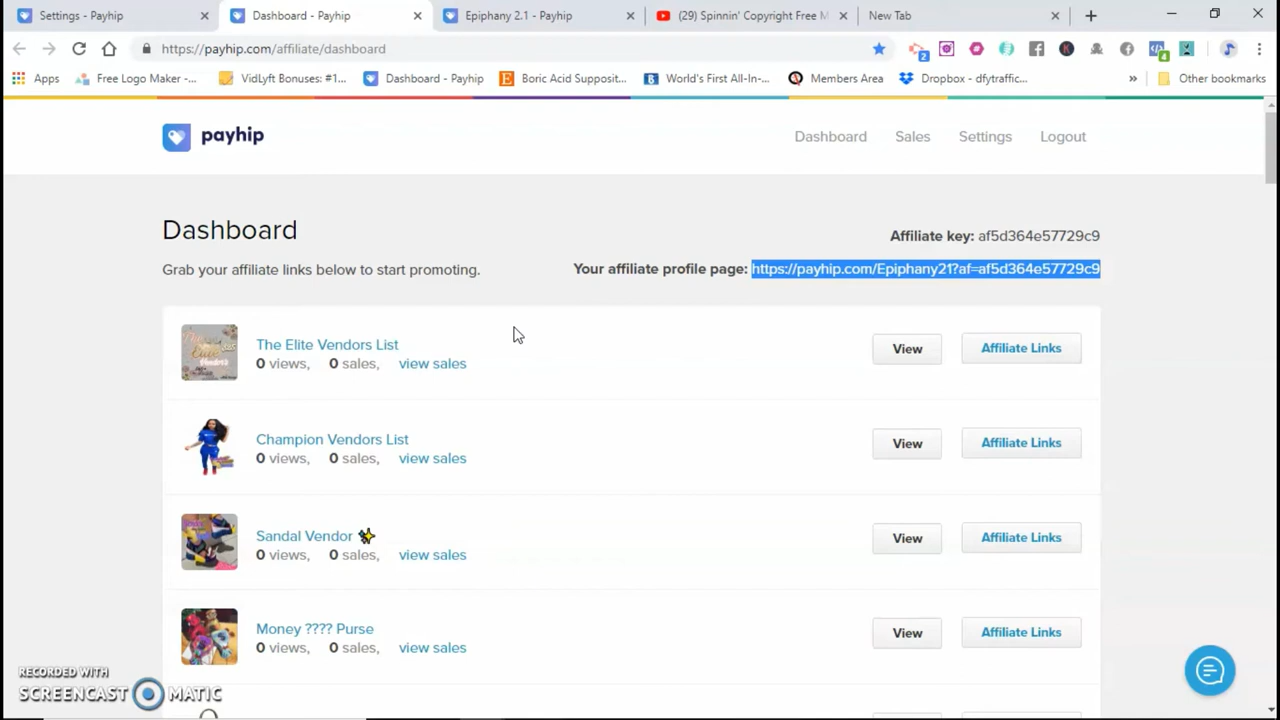 Settings - Payhip
Dashboard - Payhip
Epiphany 2.1 - Payhip
(29) Spinnin' Copyright Free M
New Tab
https://payhip.com/affiliate/dashboard
Apps
Free Logo Maker -...
VidLyft Bonuses: #1...
Dashboard - Payhip
Boric Acid Supposit...
World's First All-In-...
Members Area
Dropbox - dfytraffic...
Other bookmarks
payhip
Dashboard
Sales
Settings
Logout
Dashboard
Affiliate key: af5d364e57729c9
Grab your affiliate links below to start promoting.
Your affiliate profile page: https://payhip.com/Epiphany21?af=af5d364e57729c9
The Elite Vendors List
0 views, 0 sales, view sales
View
Affiliate Links
Champion Vendors List
0 views, 0 sales, view sales
View
Affiliate Links
Sandal Vendor
0 views, 0 sales, view sales
View
Affiliate Links
Money ???? Purse
0 views, 0 sales, view sales
View
Affiliate Links
RECORDED WITH
SCREENCAST MATIC